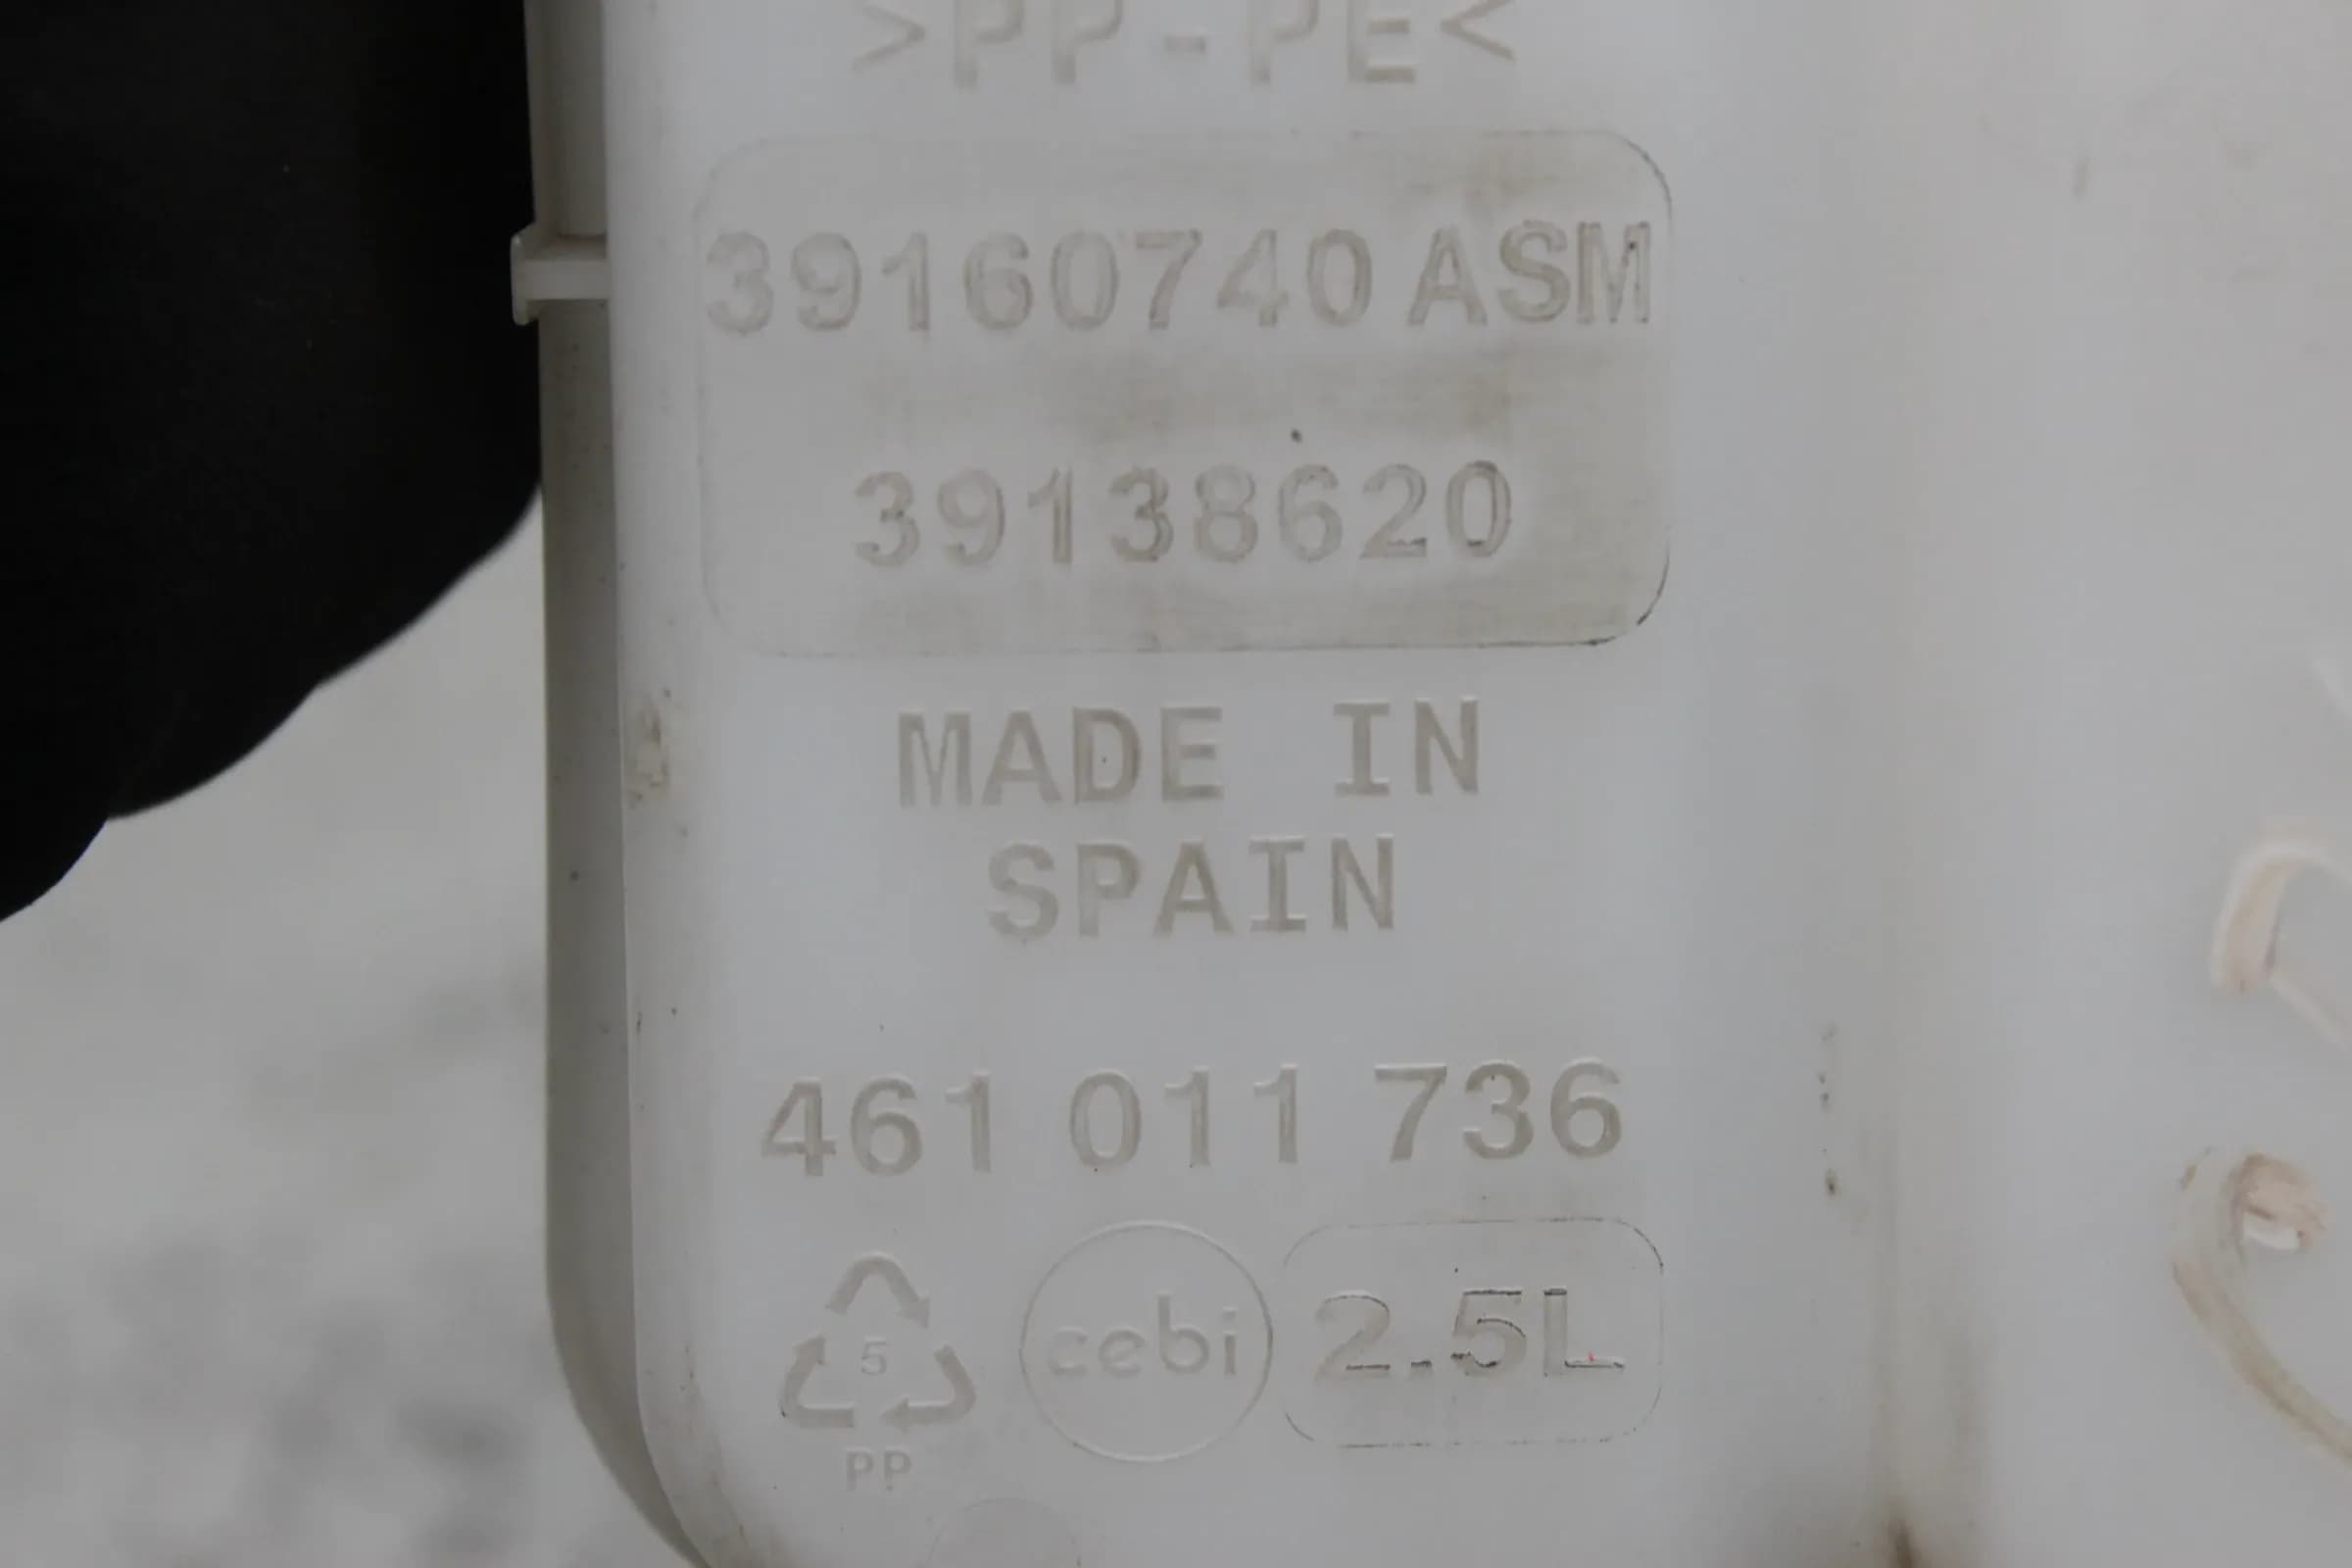 >PP-PE<
39160740 ASM
39138620
MADE IN
SPAIN
461 011 736
5
PP
cebi
2.5L